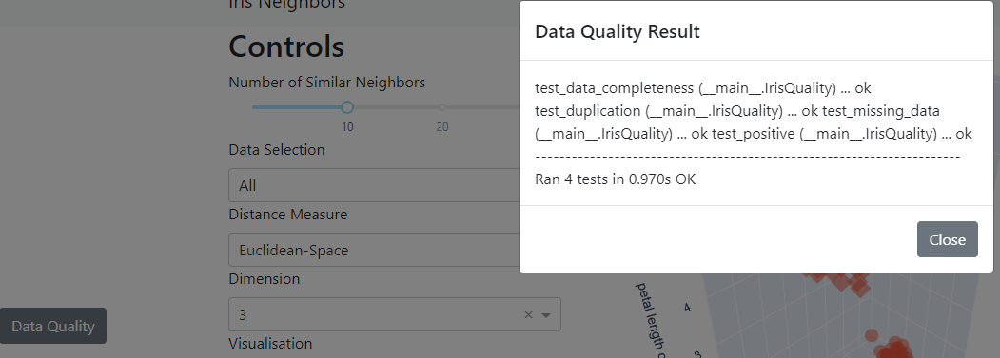 Iris Neighbors
Controls
Number of Similar Neighbors
10
20
Data Selection
All
Distance Measure
Euclidean-Space
Dimension
3
Visualisation
Data Quality
Data Quality Result
test_data_completeness (__main__.IrisQuality) ... ok
test_duplication (__main__.IrisQuality) ... ok test_missing_data
(__main__.IrisQuality) ... ok test_positive (__main__.IrisQuality) ... ok
----------------------------------------------------------------------
Ran 4 tests in 0.970s OK
Close
petal length
4
3